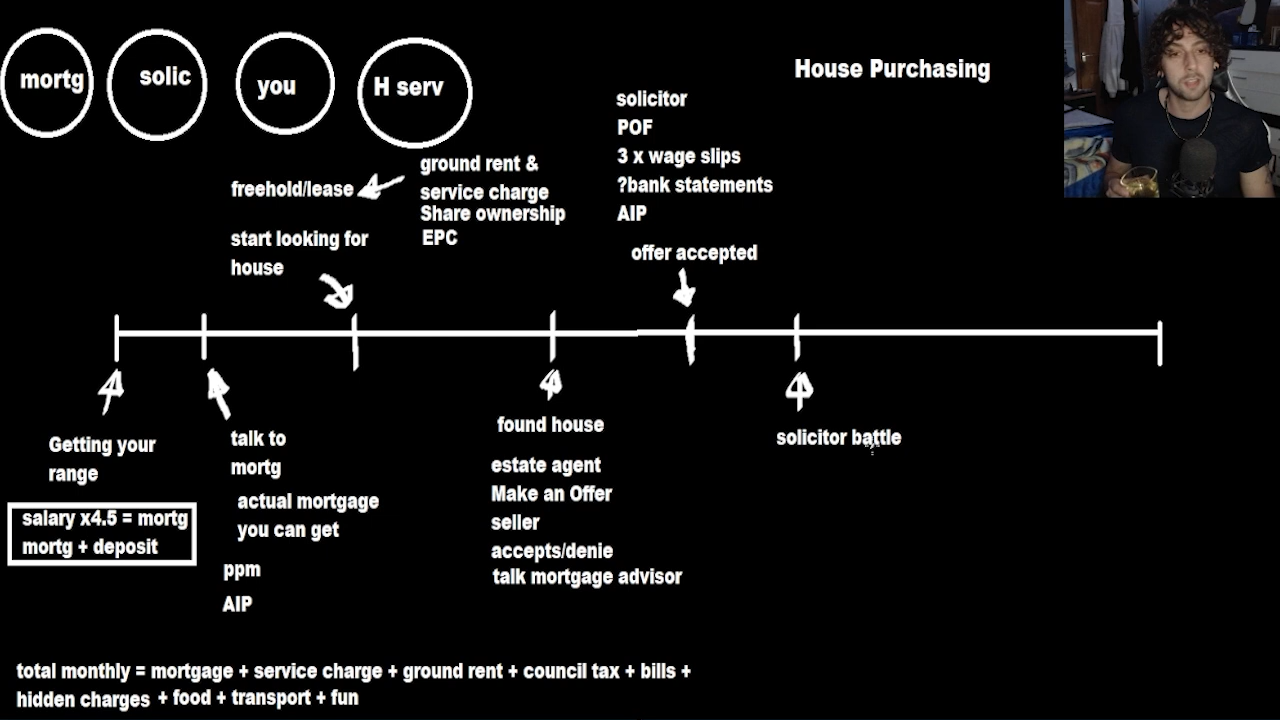 mortg
solic
you
H serv
House Purchasing
solicitor
POF
3 x wage slips
?bank statements
AIP
offer accepted
ground rent &
service charge
Share ownership
EPC
freehold/lease
start looking for
house
Getting your
range
salary x4.5 = mortg
mortg + deposit
talk to
mortg
actual mortgage
you can get
ppm
AIP
found house
estate agent
Make an Offer
seller
accepts/denie
talk mortgage advisor
solicitor battle
total monthly = mortgage + service charge + ground rent + council tax + bills +
hidden charges + food + transport + fun